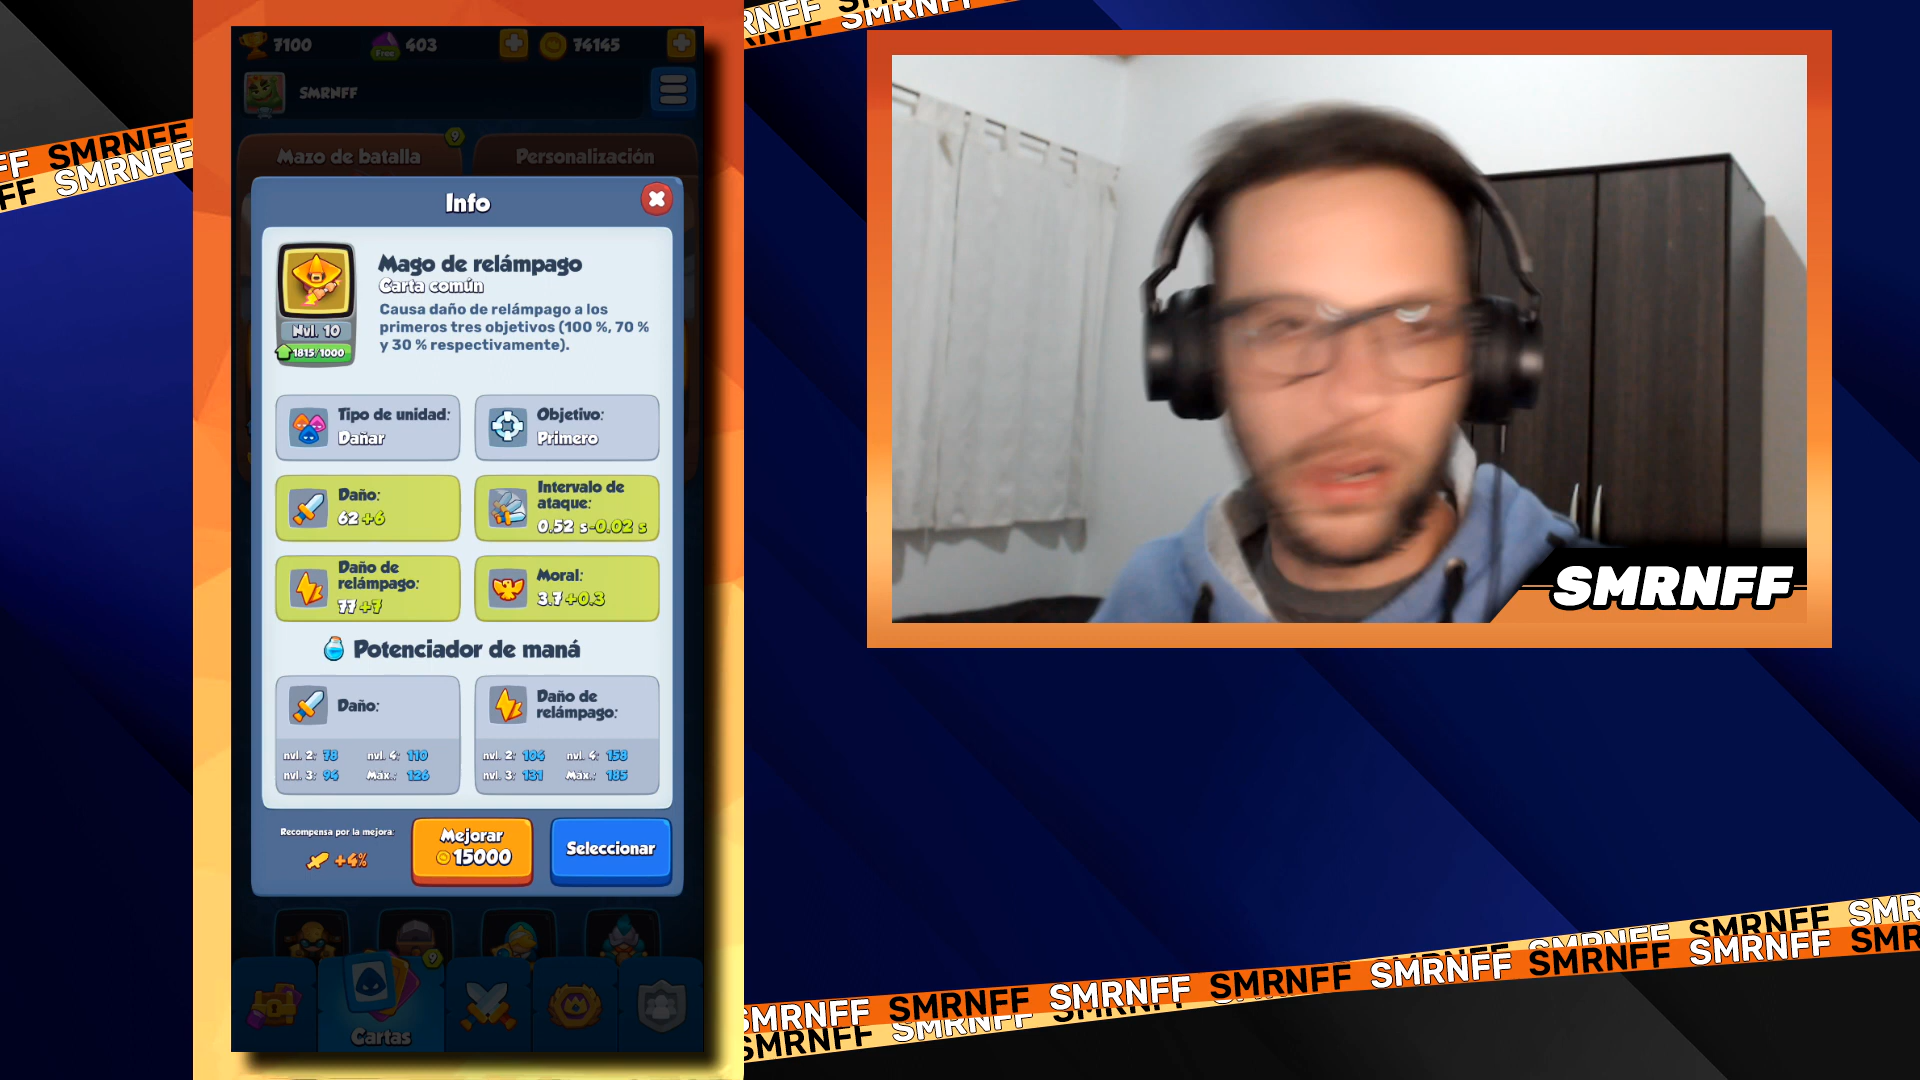 7100
Free
403
74145
SMRNFF
9
Mazo de batalla
Personalización
Info
Mago de relámpago
Carta común
Causa daño de relámpago a los
primeros tres objetivos (100 %, 70 %
y 30 % respectivamente).
Nvl. 10
1815/1000
Tipo de unidad:
Dañar
Objetivo:
Primero
Daño:
62+6
Intervalo de
ataque:
0.52 s-0.02 s
Daño de
relámpago:
77+7
Moral:
3.7+0.3
Potenciador de maná
Daño:
nvl. 2: 78 nvl. 4: 110
nvl. 3: 94 Máx.: 126
Daño de
relámpago:
nvl. 2: 104 nvl. 4: 158
nvl. 3: 131 Máx.: 185
Recompensa por la mejora:
+4%
Mejorar
15000
Seleccionar
9
Cartas
SMRNFF
SMRNFF
SMRNFF
SMRNFF
SMRNFF SMRNFF SMRNFF SMRNFF SMRNFF SMRNFF SMRNFF
SMRNFF SMRNFF